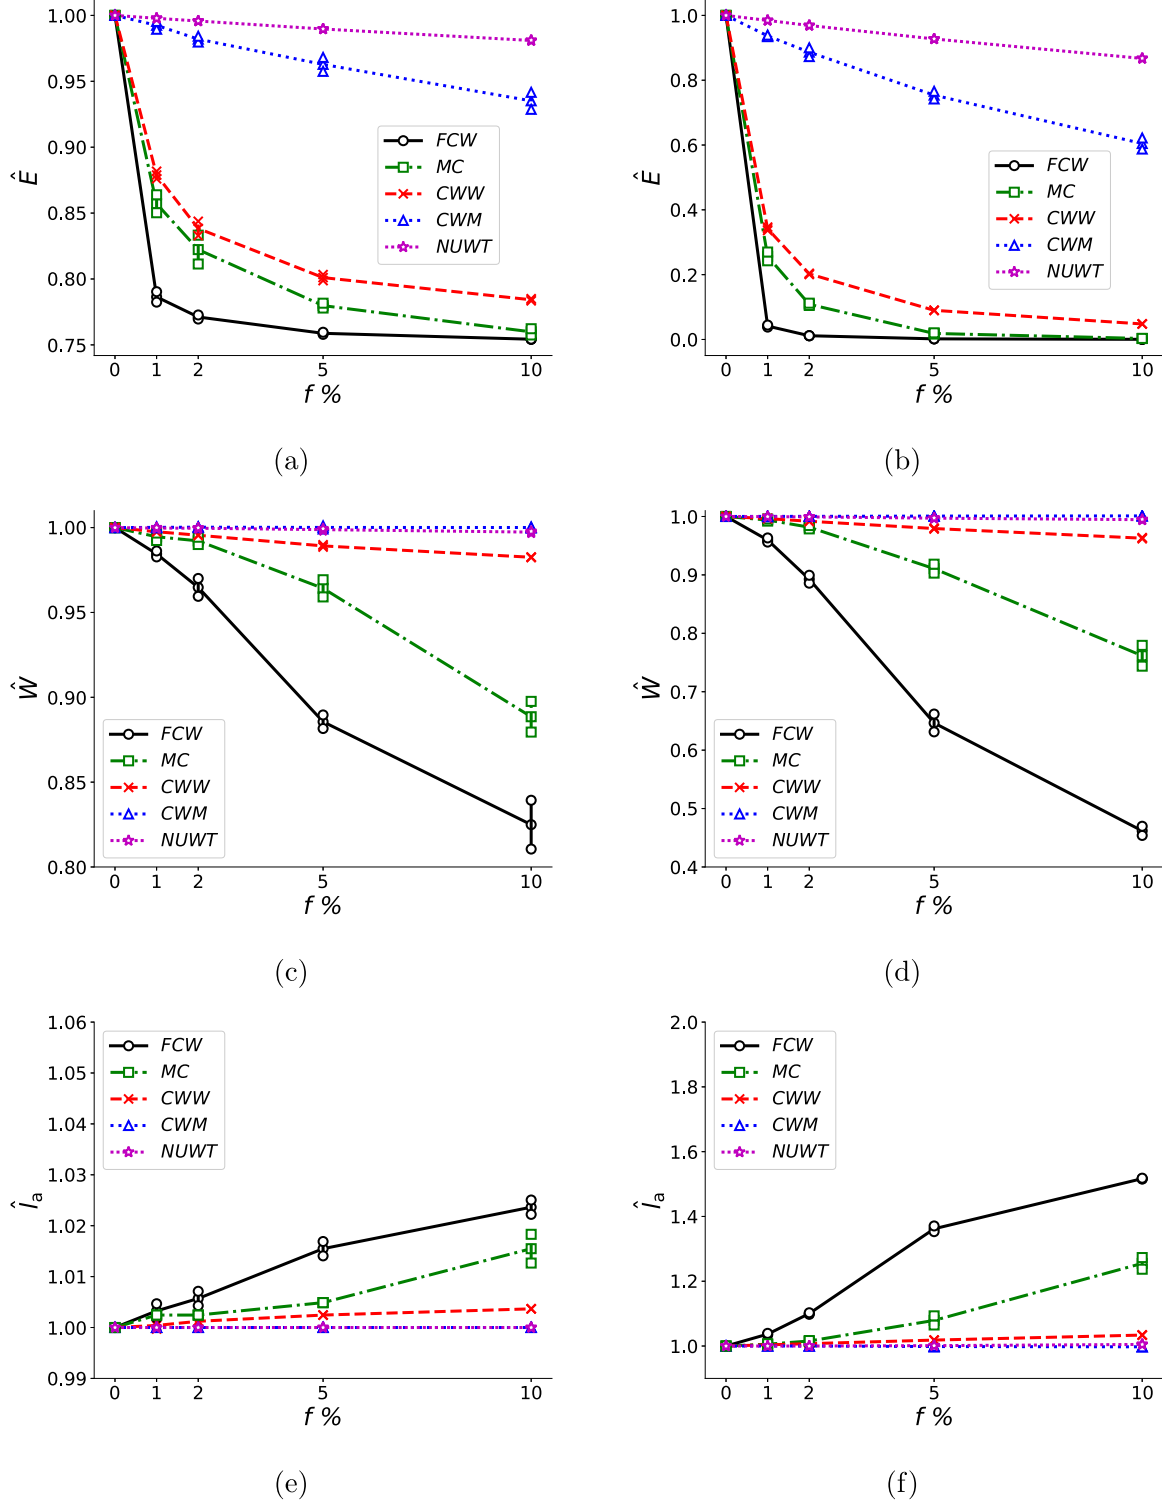 1.00
0.95
0.90
0.85
0.80
0.75
Ê
0 1 2 5 10
f %
FCW
MC
CWW
CWM
NUWT
(a)
1.0
0.8
0.6
0.4
0.2
0.0
Ê
0 1 2 5 10
f %
FCW
MC
CWW
CWM
NUWT
(b)
1.00
0.95
0.90
0.85
0.80
Ŵ
0 1 2 5 10
f %
FCW
MC
CWW
CWM
NUWT
(c)
1.0
0.9
0.8
0.7
0.6
0.5
0.4
Ŵ
0 1 2 5 10
f %
FCW
MC
CWW
CWM
NUWT
(d)
1.06
1.05
1.04
1.03
1.02
1.01
1.00
0.99
Îa
0 1 2 5 10
f %
FCW
MC
CWW
CWM
NUWT
(e)
2.0
1.8
1.6
1.4
1.2
1.0
Îa
0 1 2 5 10
f %
FCW
MC
CWW
CWM
NUWT
(f)